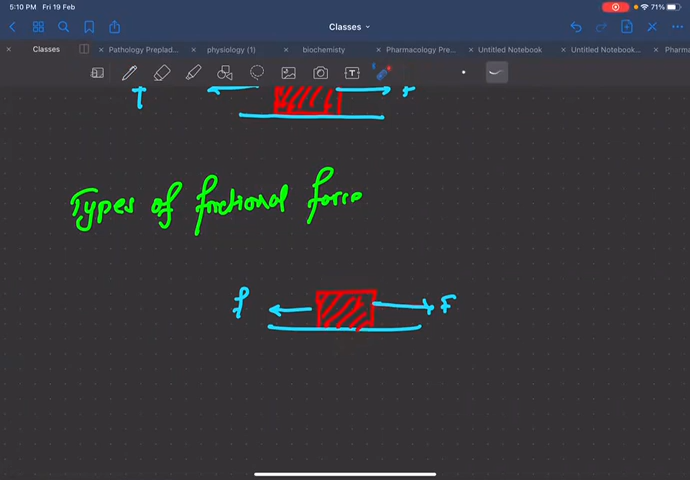 5:10 PM Fri 19 Feb
71%
Classes
Classes Pathology Preplad... physiology (1) biochemisty Pharmacology Pre... Untitled Notebook Untitled Notebook... Pharma
T
Types of frictional force
f F